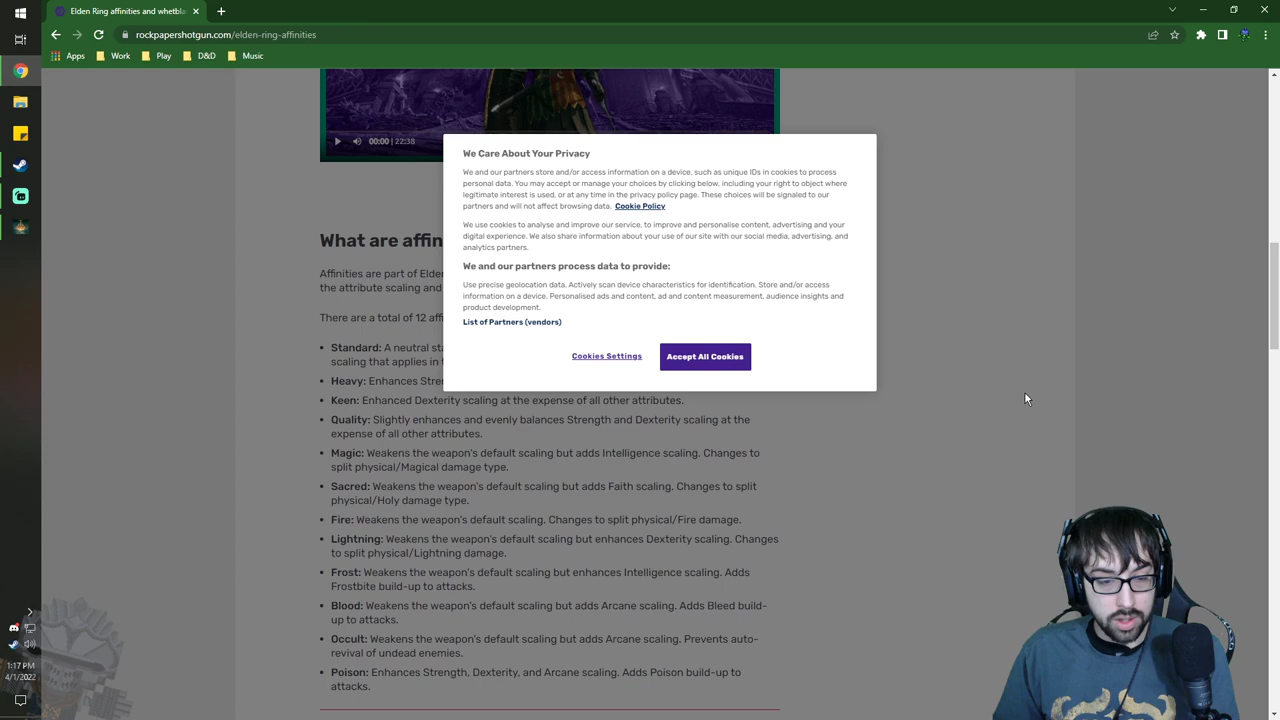 Elden Ring affinities and whetbla
rockpapershotgun.com/elden-ring-affinities
Apps Work Play D&D Music
00:00 | 22:38
We Care About Your Privacy
We and our partners store and/or access information on a device, such as unique IDs in cookies to process
personal data. You may accept or manage your choices by clicking below, including your right to object where
legitimate interest is used, or at any time in the privacy policy page. These choices will be signaled to our
partners and will not affect browsing data. Cookie Policy
We use cookies to analyse and improve our service, to improve and personalise content, advertising and your
digital experience. We also share information about your use of our site with our social media, advertising, and
analytics partners.
We and our partners process data to provide:
Use precise geolocation data. Actively scan device characteristics for identification. Store and/or access
information on a device. Personalised ads and content, ad and content measurement, audience insights and
product development.
List of Partners (vendors)
Cookies Settings Accept All Cookies
What are affin
Affinities are part of Elde
the attribute scaling and
There are a total of 12 affi
• Standard: A neutral sta
scaling that applies in t
• Heavy: Enhances Stren
• Keen: Enhanced Dexterity scaling at the expense of all other attributes.
• Quality: Slightly enhances and evenly balances Strength and Dexterity scaling at the
expense of all other attributes.
• Magic: Weakens the weapon's default scaling but adds Intelligence scaling. Changes to
split physical/Magical damage type.
• Sacred: Weakens the weapon's default scaling but adds Faith scaling. Changes to split
physical/Holy damage type.
• Fire: Weakens the weapon's default scaling. Changes to split physical/Fire damage.
• Lightning: Weakens the weapon's default scaling but enhances Dexterity scaling. Changes
to split physical/Lightning damage.
• Frost: Weakens the weapon's default scaling but enhances Intelligence scaling. Adds
Frostbite build-up to attacks.
• Blood: Weakens the weapon's default scaling but adds Arcane scaling. Adds Bleed build-
up to attacks.
• Occult: Weakens the weapon's default scaling but adds Arcane scaling. Prevents auto-
revival of undead enemies.
• Poison: Enhances Strength, Dexterity, and Arcane scaling. Adds Poison build-up to
attacks.
1:17 PM
4/1/2022